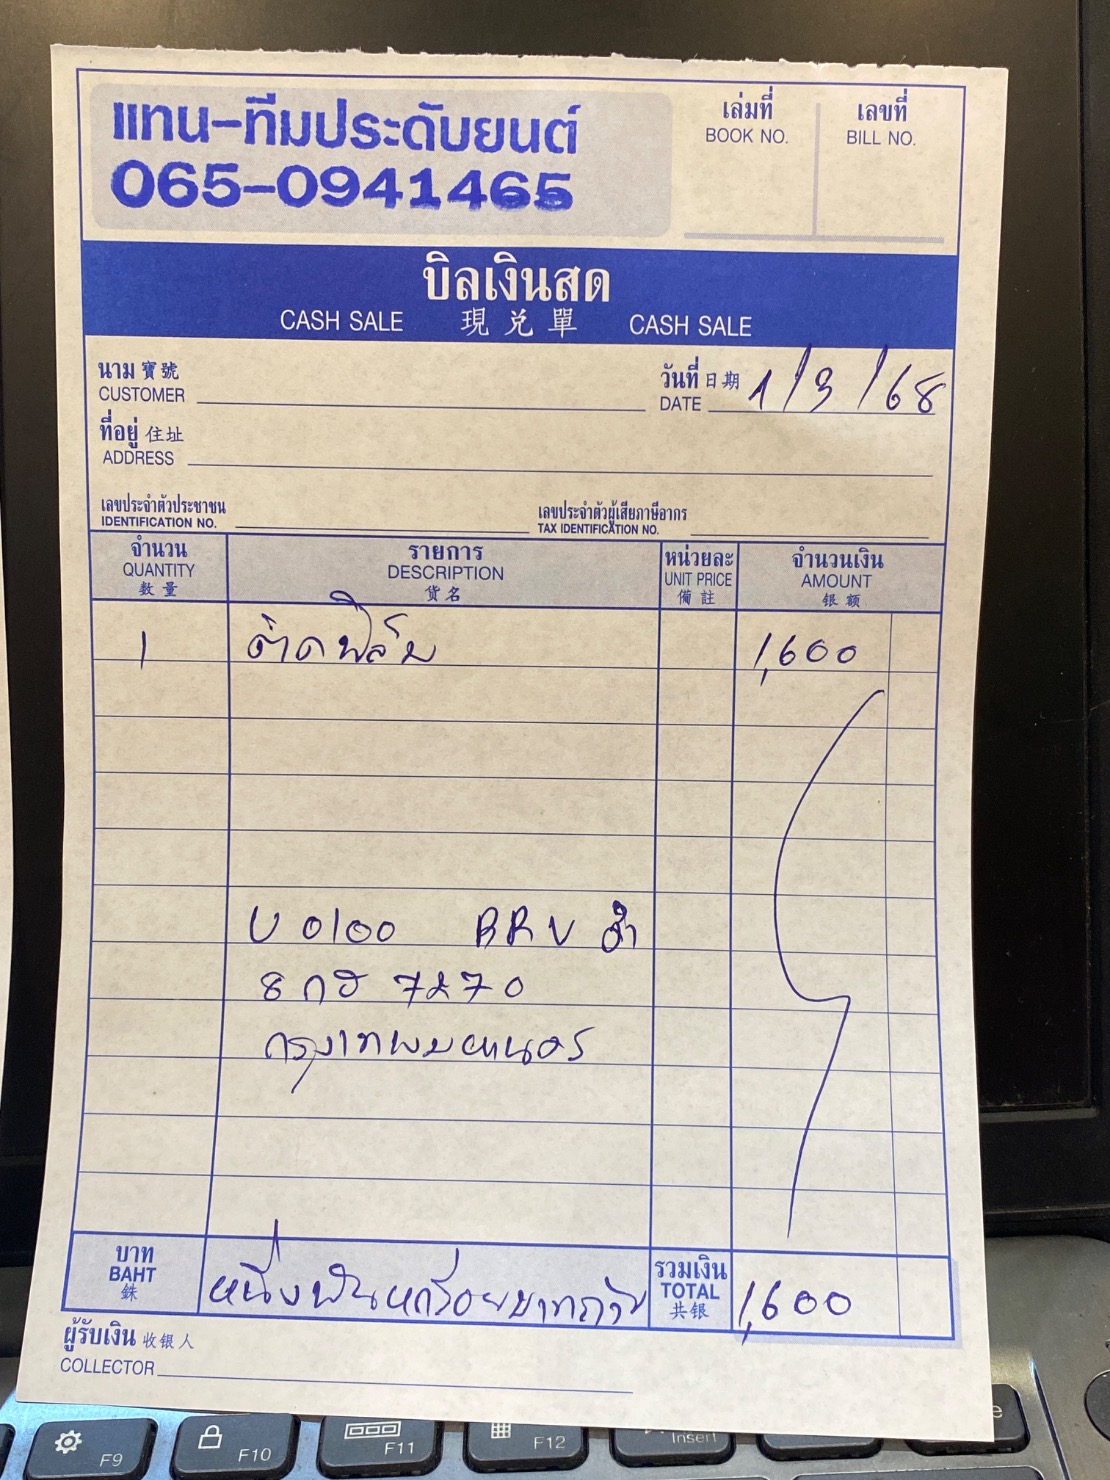 แทน-ทีมประดับยนต์
065-0941465
เล่มที่ เลขที่
BOOK NO. BILL NO.
บิลเงินสด
CASH SALE 現兑單 CASH SALE
นาม 寶號
CUSTOMER
วันที่ 日期
DATE 1/3/68
ที่อยู่ 住址
ADDRESS
เลขประจำตัวประชาชน
IDENTIFICATION NO.
เลขประจำตัวผู้เสียภาษีอากร
TAX IDENTIFICATION NO.
จำนวน รายการ หน่วยละ จำนวนเงิน
QUANTITY DESCRIPTION UNIT PRICE AMOUNT
数量 货名 備註 银额
1 ติดฟิล์ม 1,600
U 0100 BRV ดำ
8 กฮ 7270
กรุงเทพมหานคร
บาท
BAHT
銖
หนึ่งพันหกร้อยบาทถ้วน
รวมเงิน
TOTAL
共银
1,600
ผู้รับเงิน 收银人
COLLECTOR
F9 F10 F11 F12 Insert